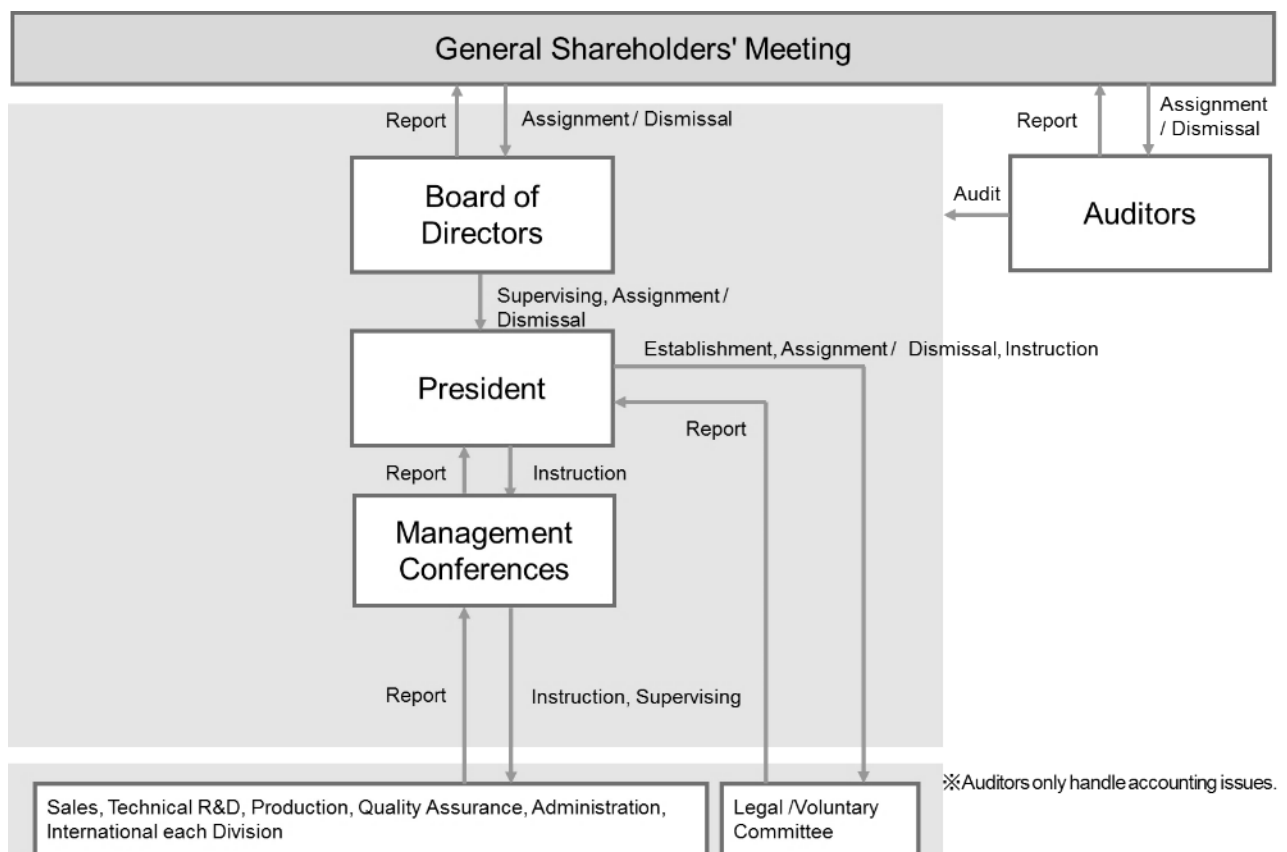 General Shareholders' Meeting
Report
Assignment / Dismissal
Report
Assignment
/ Dismissal
Board of
Directors
Audit
Auditors
Supervising, Assignment /
Dismissal
President
Establishment, Assignment / Dismissal, Instruction
Report
Report
Instruction
Management
Conferences
Report
Instruction, Supervising
※Auditors only handle accounting issues.
Sales, Technical R&D, Production, Quality Assurance, Administration,
International each Division
Legal /Voluntary
Committee